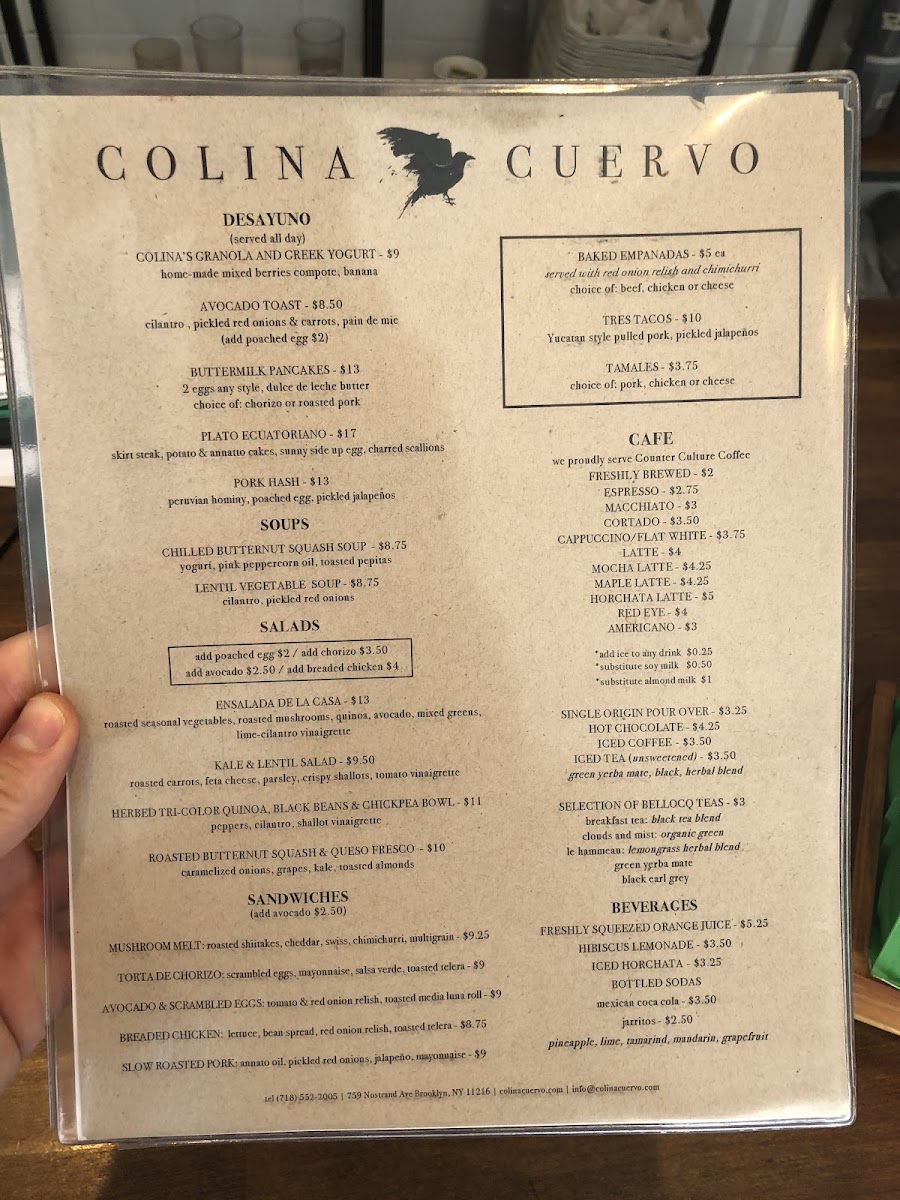 COLINA CUERVO
DESAYUNO
(served all day)
COLINA'S GRANOLA AND GREEK YOGURT - $9
home-made mixed berries compote, banana
AVOCADO TOAST - $8.50
cilantro , pickled red onions & carrots, pain de mie
(add poached egg $2)
BUTTERMILK PANCAKES - $13
2 eggs any style, dulce de leche butter
choice of: chorizo or roasted pork
PLATO ECUATORIANO - $17
skirt steak, potato & annatto cakes, sunny side up egg, charred scallions
PORK HASH - $13
peruvian hominy, poached egg, pickled jalapeños
SOUPS
CHILLED BUTTERNUT SQUASH SOUP - $8.75
yogurt, pink peppercorn oil, toasted pepitas
LENTIL VEGETABLE SOUP - $8.75
cilantro, pickled red onions
SALADS
add poached egg $2 / add chorizo $3.50
add avocado $2.50 / add breaded chicken $4
ENSALADA DE LA CASA - $13
roasted seasonal vegetables, roasted mushrooms, quinoa, avocado, mixed greens,
lime-cilantro vinaigrette
KALE & LENTIL SALAD - $9.50
roasted carrots, feta cheese, parsley, crispy shallots, tomato vinaigrette
HERBED TRI-COLOR QUINOA, BLACK BEANS & CHICKPEA BOWL - $11
peppers, cilantro, shallot vinaigrette
ROASTED BUTTERNUT SQUASH & QUESO FRESCO - $10
caramelized onions, grapes, kale, toasted almonds
SANDWICHES
(add avocado $2.50)
MUSHROOM MELT: roasted shiitakes, cheddar, swiss, chimichurri, multigrain - $9.25
TORTA DE CHORIZO: scrambled eggs, mayonnaise, salsa verde, toasted telera - $9
AVOCADO & SCRAMBLED EGGS: tomato & red onion relish, toasted media luna roll - $9
BREADED CHICKEN: lettuce, bean spread, red onion relish, toasted telera - $8.75
SLOW ROASTED PORK: annato oil, pickled red onions, jalapeño, mayonnaise - $9
BAKED EMPANADAS - $5 ea
served with red onion relish and chimichurri
choice of: beef, chicken or cheese
TRES TACOS - $10
Yucatan style pulled pork, pickled jalapeños
TAMALES - $3.75
choice of: pork, chicken or cheese
CAFE
we proudly serve Counter Culture Coffee
FRESHLY BREWED - $2
ESPRESSO - $2.75
MACCHIATO - $3
CORTADO - $3.50
CAPPUCCINO/FLAT WHITE - $3.75
LATTE - $4
MOCHA LATTE - $4.25
MAPLE LATTE - $4.25
HORCHATA LATTE - $5
RED EYE - $4
AMERICANO - $3
*add ice to any drink $0.25
*substitute soy milk $0.50
*substitute almond milk $1
SINGLE ORIGIN POUR OVER - $3.25
HOT CHOCOLATE - $4.25
ICED COFFEE - $3.50
ICED TEA (unsweetened) - $3.50
green yerba mate, black, herbal blend
SELECTION OF BELLOCQ TEAS - $3
breakfast tea: black tea blend
clouds and mist: organic green
le hammeau: lemongrass herbal blend
green yerba mate
black earl grey
BEVERAGES
FRESHLY SQUEEZED ORANGE JUICE - $5.25
HIBISCUS LEMONADE - $3.50
ICED HORCHATA - $3.25
BOTTLED SODAS
mexican coca cola - $3.50
jarritos - $2.50
pineapple, lime, tamarind, mandarin, grapefruit
tel (718) 552-2005 | 759 Nostrand Ave Brooklyn, NY 11216 | colinacuervo.com | info@colinacuervo.com